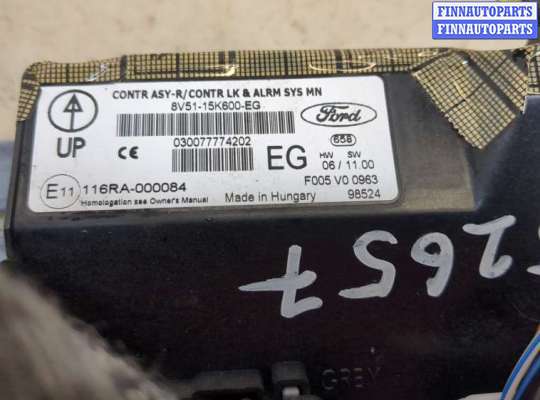 FINNAUTOPARTS
FINNAUTOPARTS
CONTR ASY-R/CONTR LK & ALRM SYS MN
8V51-15K600-EG
Ford
UP
CE
030077774202
EG
658
HW SW
06 / 11.00
E11 116RA-000084
F005 V0 0963
Homologation see Owner's Manual
Made in Hungary
98524
2657
GREY